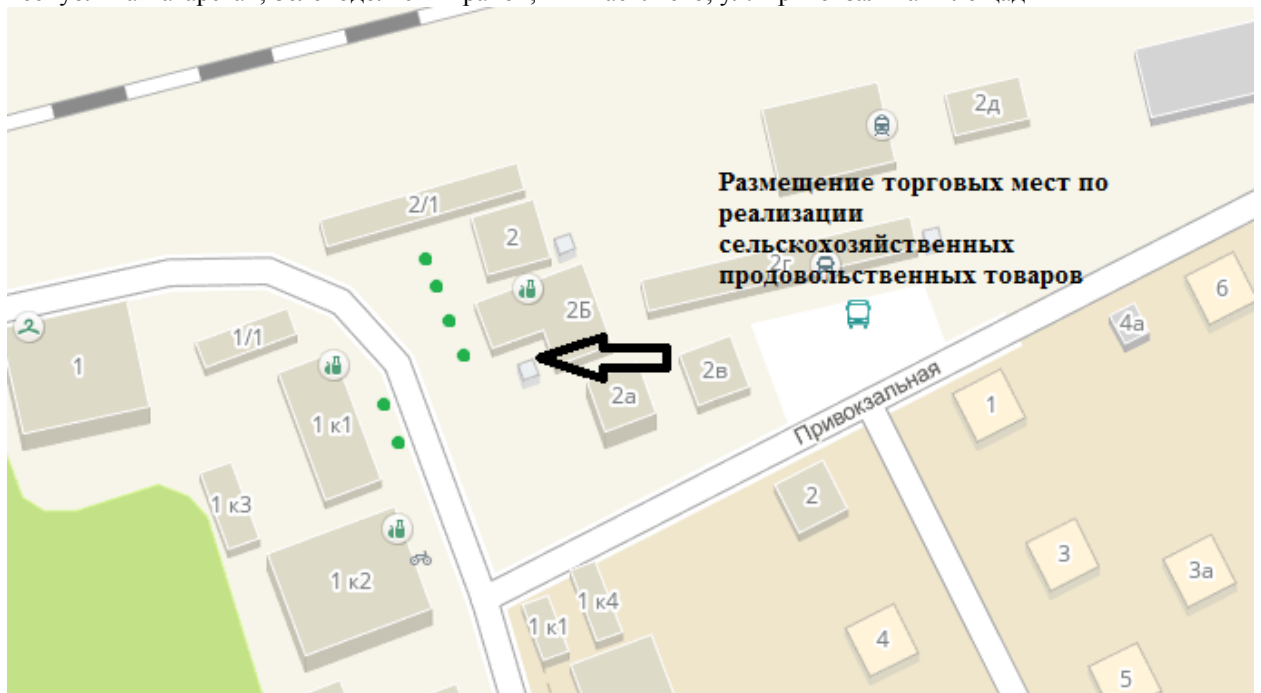 2д
Размещение торговых мест по
реализации
сельскохозяйственных
продовольственных товаров
2/1
2
2г
6
2Б
4а
1/1
1
2в
2а
1
Привокзальная
1 к1
2
1 к3
3
3а
1 к2
1 к4
1 к1
4
5